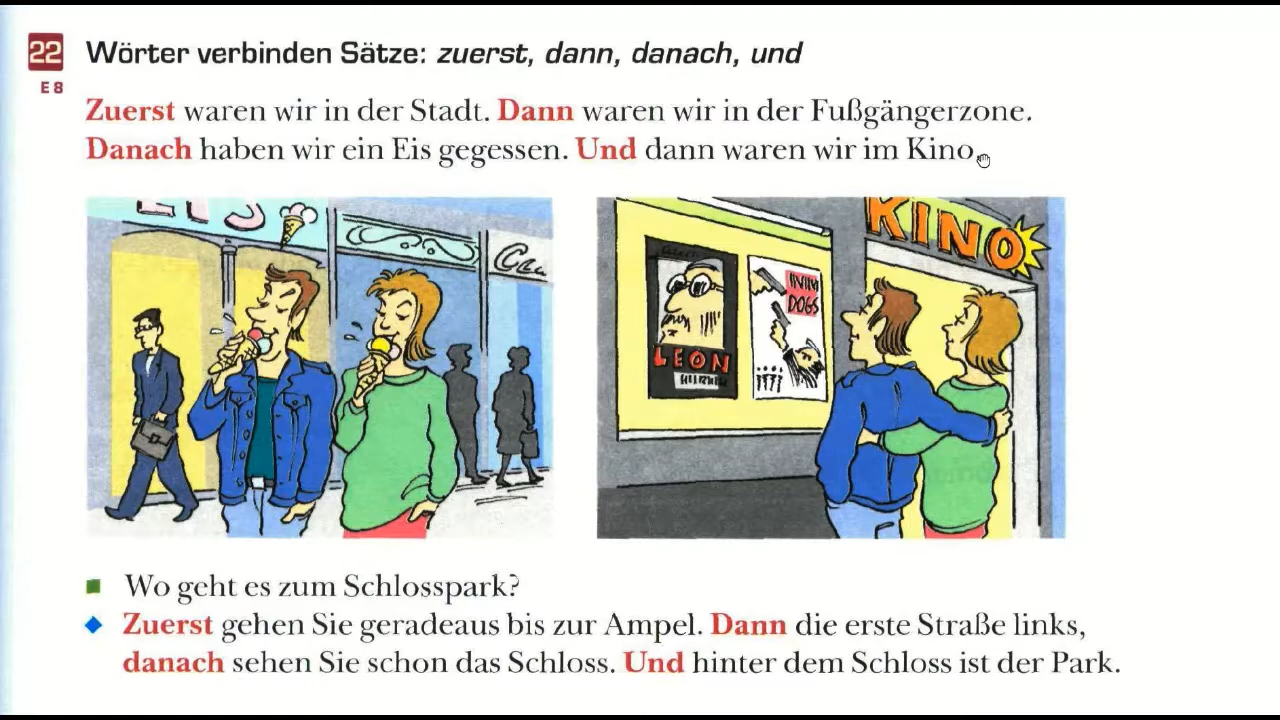 22 Wörter verbinden Sätze: zuerst, dann, danach, und
E 8
Zuerst waren wir in der Stadt. Dann waren wir in der Fußgängerzone.
Danach haben wir ein Eis gegessen. Und dann waren wir im Kino.
EIS
KINO
LEON
DOGS
Wo geht es zum Schlosspark?
Zuerst gehen Sie geradeaus bis zur Ampel. Dann die erste Straße links,
danach sehen Sie schon das Schloss. Und hinter dem Schloss ist der Park.